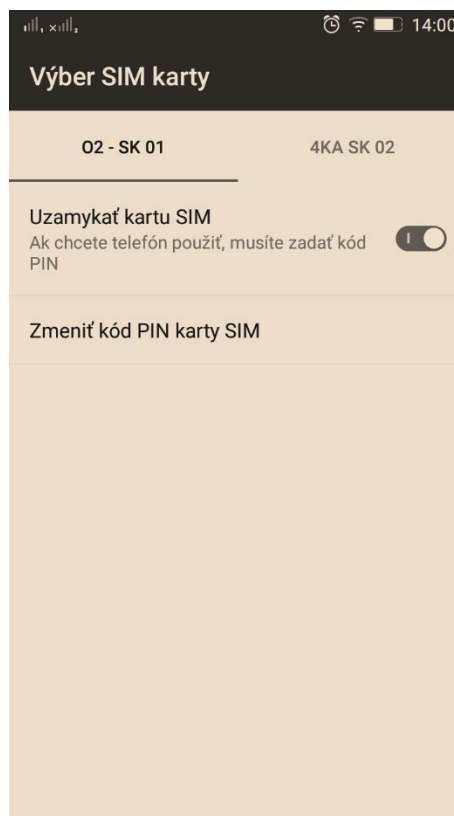 14:00
Výber SIM karty
O2 - SK 01 4KA SK 02
Uzamykať kartu SIM
Ak chcete telefón použiť, musíte zadať kód
PIN
Zmeniť kód PIN karty SIM